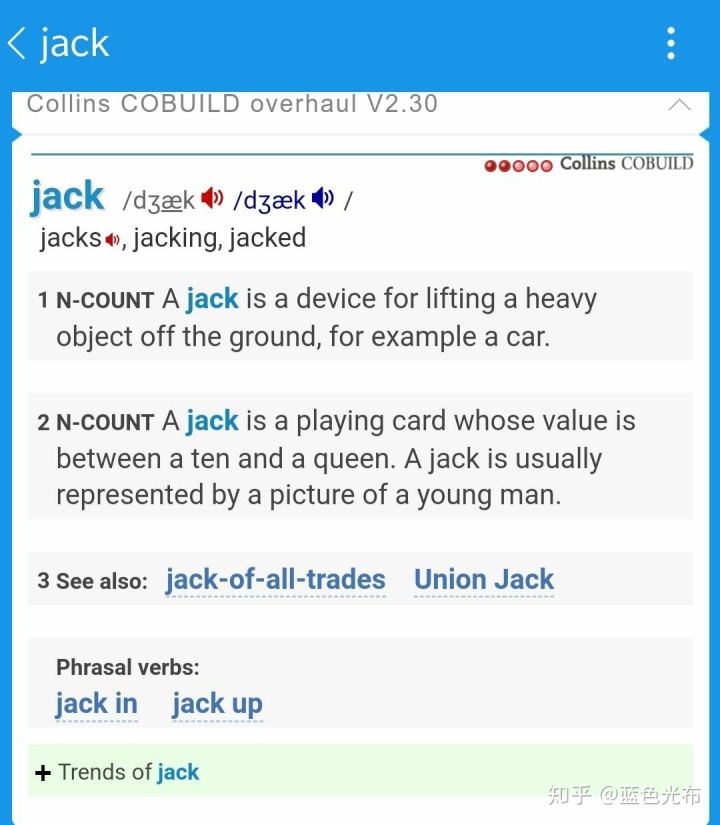 jack
Collins COBUILD overhaul V2.30
Collins COBUILD
jack /dʒæk /dʒæk /
jacks, jacking, jacked
1 N-COUNT A jack is a device for lifting a heavy
object off the ground, for example a car.
2 N-COUNT A jack is a playing card whose value is
between a ten and a queen. A jack is usually
represented by a picture of a young man.
3 See also: jack-of-all-trades Union Jack
Phrasal verbs:
jack in jack up
+ Trends of jack
知乎 @蓝色光布